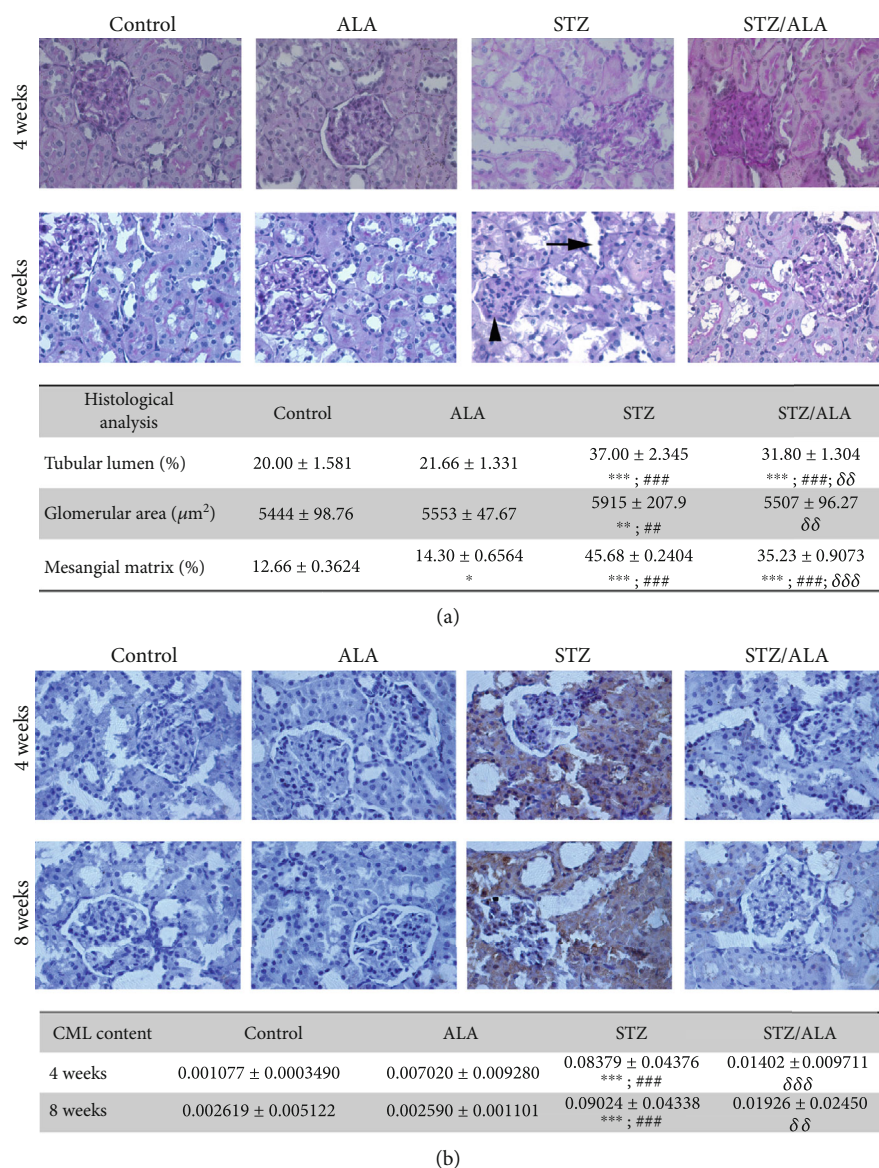 Control ALA STZ STZ/ALA
4 weeks
8 weeks
Histological analysis Control ALA STZ STZ/ALA
Tubular lumen (%) 20.00 ± 1.581 21.66 ± 1.331 37.00 ± 2.345 *** ; ### 31.80 ± 1.304 *** ; ###; δδ
Glomerular area (μm²) 5444 ± 98.76 5553 ± 47.67 5915 ± 207.9 ** ; ## 5507 ± 96.27 δδ
Mesangial matrix (%) 12.66 ± 0.3624 14.30 ± 0.6564 * 45.68 ± 0.2404 *** ; ### 35.23 ± 0.9073 *** ; ###; δδδ
(a)
Control ALA STZ STZ/ALA
4 weeks
8 weeks
CML content Control ALA STZ STZ/ALA
4 weeks 0.001077 ± 0.0003490 0.007020 ± 0.009280 0.08379 ± 0.04376 *** ; ### 0.01402 ± 0.009711 δδδ
8 weeks 0.002619 ± 0.005122 0.002590 ± 0.001101 0.09024 ± 0.04338 *** ; ### 0.01926 ± 0.02450 δδ
(b)